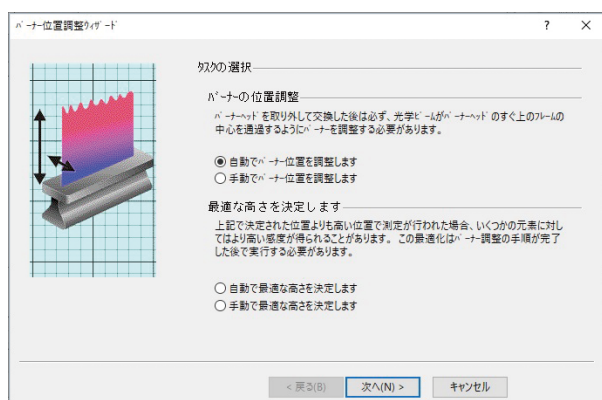 バーナー位置調整ウィザード
タスクの選択
バーナーの位置調整
バーナーヘッドを取り外して交換した後は必ず、光学ビームがバーナーヘッドのすぐ上のフレームの
中心を通過するようにバーナーを調整する必要があります。
自動でバーナー位置を調整します
手動でバーナー位置を調整します
最適な高さを決定します
上記で決定された位置よりも高い位置で測定が行われた場合、いくつかの元素に対し
てはより高い感度が得られることがあります。この最適化はバーナー調整の手順が完了
した後で実行する必要があります。
自動で最適な高さを決定します
手動で最適な高さを決定します
< 戻る(B)
次へ(N) >
キャンセル